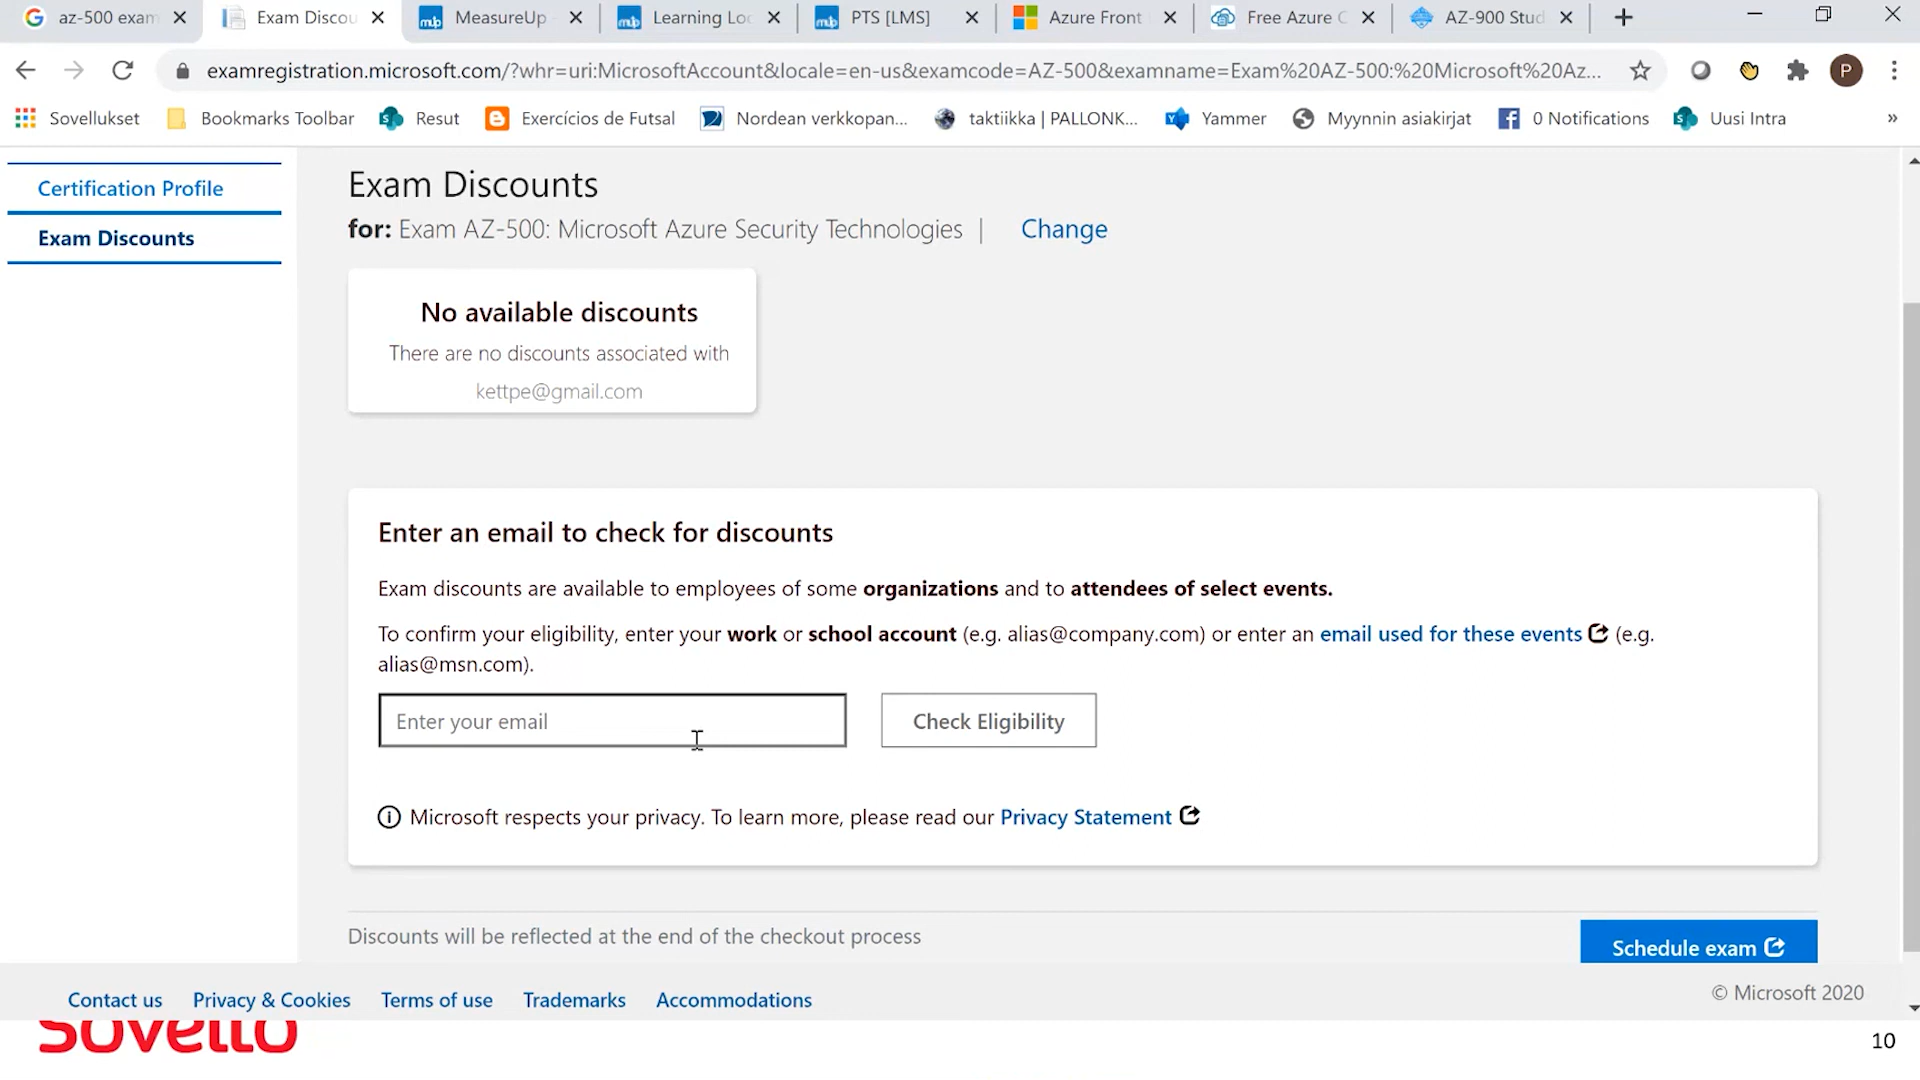 az-500 exam
Exam Discou
MeasureUp
Learning Loc
PTS [LMS]
Azure Front
Free Azure C
AZ-900 Stud
examregistration.microsoft.com/?whr=uri:MicrosoftAccount&locale=en-us&examcode=AZ-500&examname=Exam%20AZ-500:%20Microsoft%20Az...
P
Sovellukset
Bookmarks Toolbar
Resut
Exercícios de Futsal
Nordean verkkopan...
taktiikka | PALLONK...
Yammer
Myynnin asiakirjat
0 Notifications
Uusi Intra
»
Certification Profile
Exam Discounts
Exam Discounts
for: Exam AZ-500: Microsoft Azure Security Technologies | Change
No available discounts
There are no discounts associated with
kettpe@gmail.com
Enter an email to check for discounts
Exam discounts are available to employees of some organizations and to attendees of select events.
To confirm your eligibility, enter your work or school account (e.g. alias@company.com) or enter an email used for these events (e.g.
alias@msn.com).
Enter your email
Check Eligibility
Microsoft respects your privacy. To learn more, please read our Privacy Statement
Discounts will be reflected at the end of the checkout process
Schedule exam
Contact us
Privacy & Cookies
Terms of use
Trademarks
Accommodations
© Microsoft 2020
Sovello
10